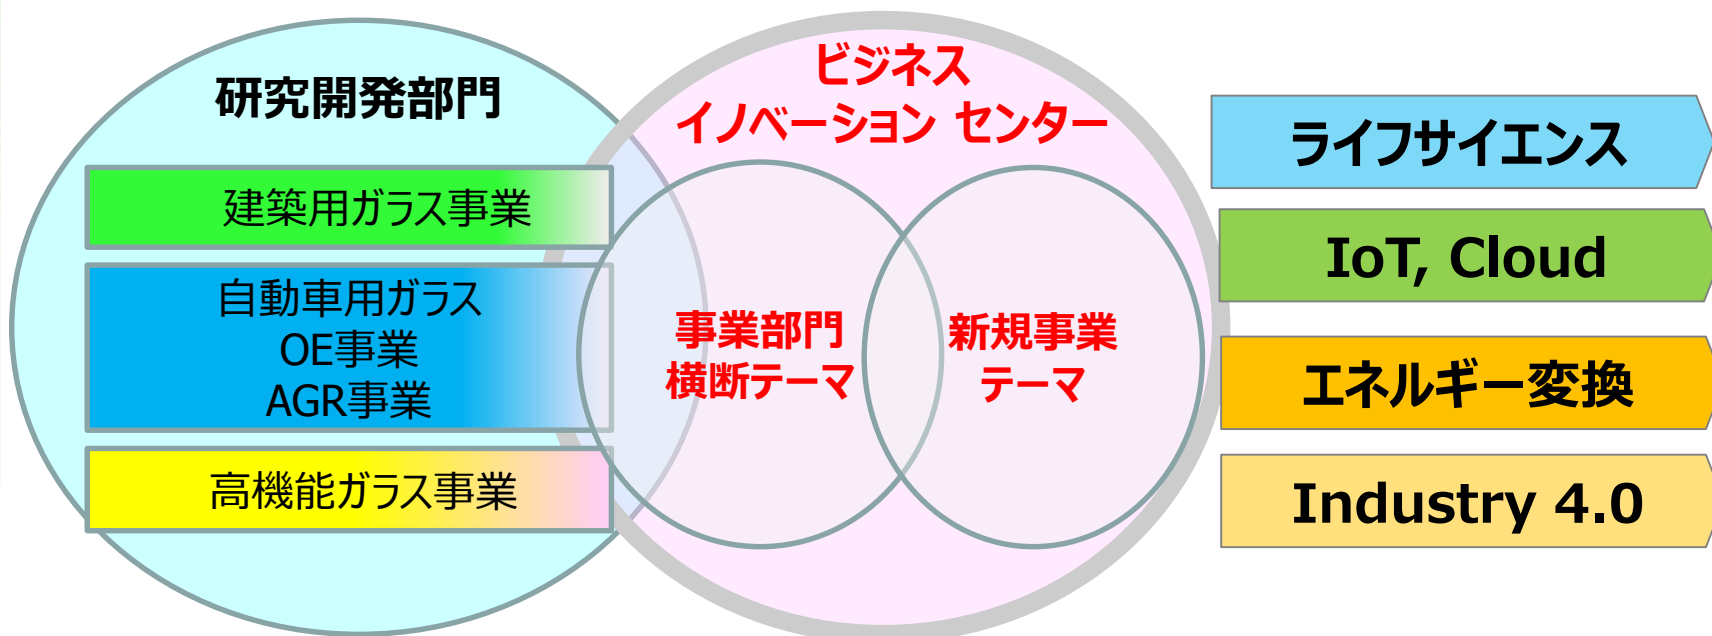 研究開発部門
建築用ガラス事業
自動車用ガラス
OE事業
AGR事業
高機能ガラス事業
ビジネス
イノベーション センター
事業部門
横断テーマ
新規事業
テーマ
ライフサイエンス
IoT, Cloud
エネルギー変換
Industry 4.0